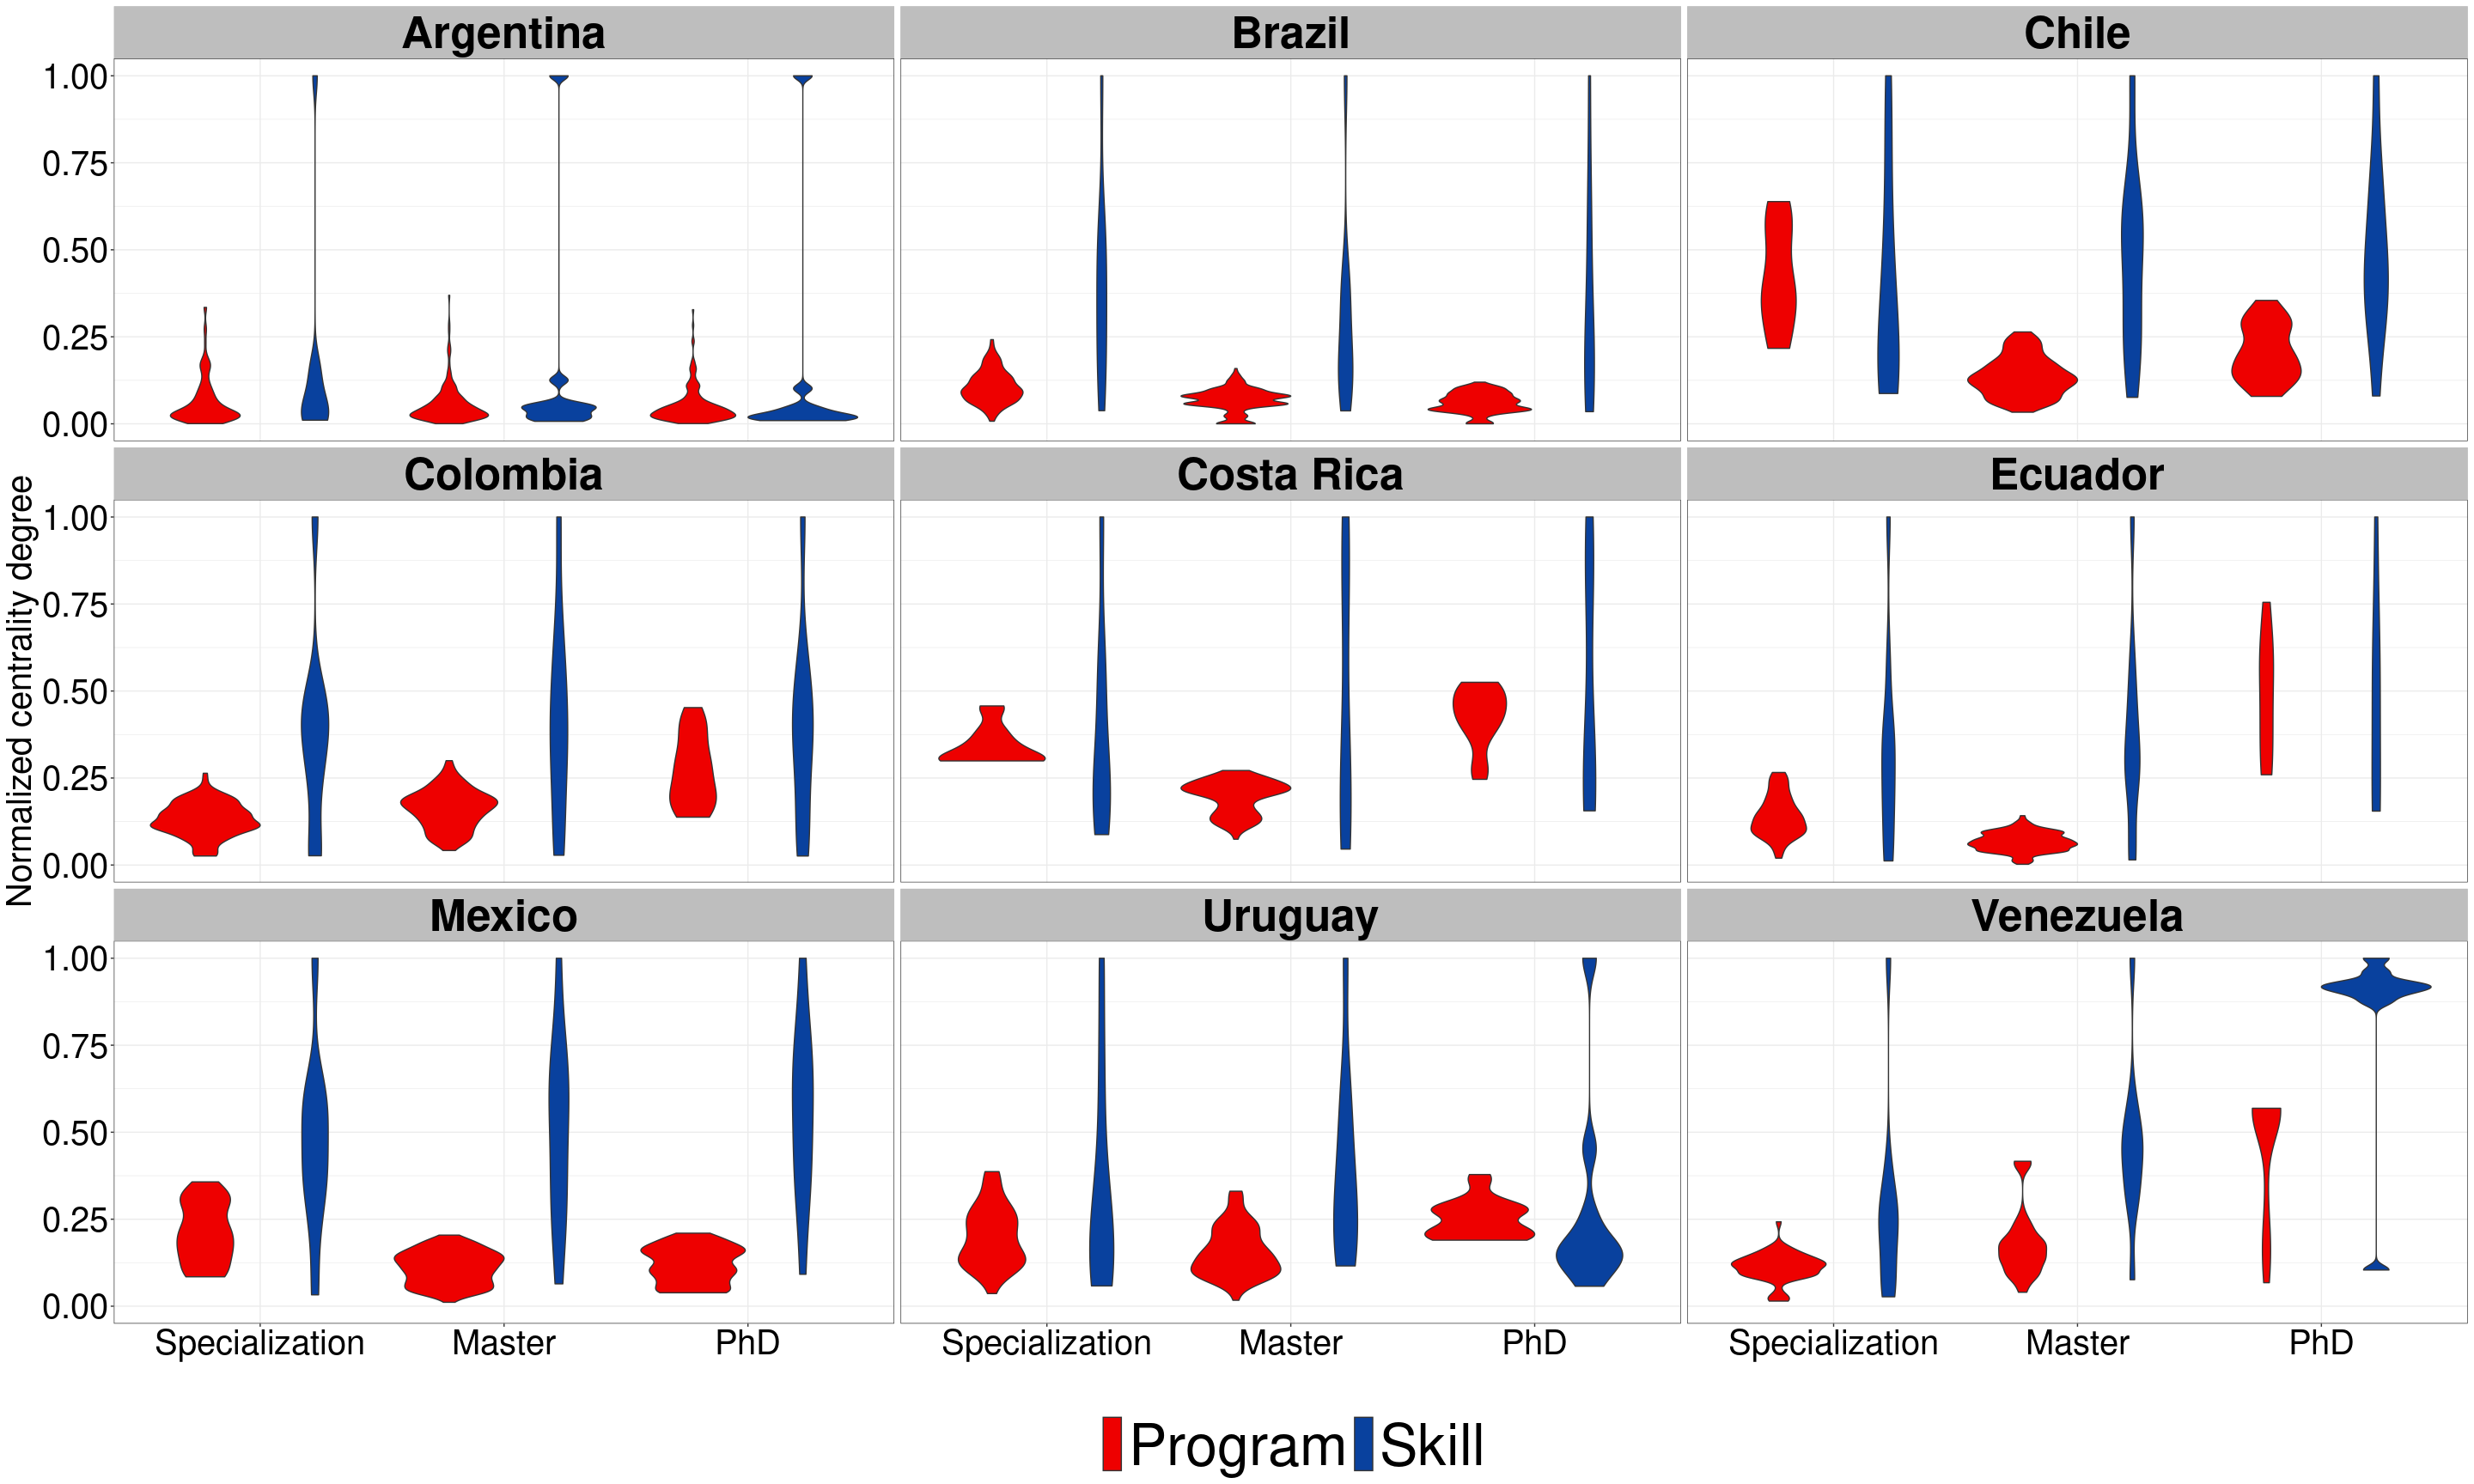 Argentina Brazil Chile
1.00
0.75
0.50
0.25
0.00
Colombia Costa Rica Ecuador
Normalized centrality degree
1.00
0.75
0.50
0.25
0.00
Mexico Uruguay Venezuela
1.00
0.75
0.50
0.25
0.00
Specialization Master PhD Specialization Master PhD Specialization Master PhD
Program Skill